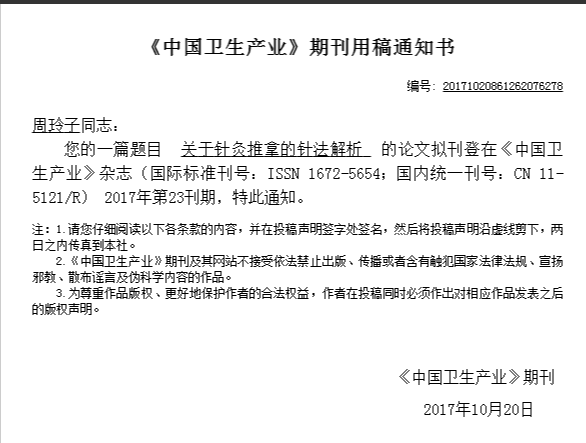 《中国卫生产业》期刊用稿通知书
编号: 20171020861262076278
周玲子同志:
您的一篇题目 关于针灸推拿的针法解析 的论文拟刊登在《中国卫
生产业》杂志（国际标准刊号: ISSN 1672-5654; 国内统一刊号: CN 11-
5121/R） 2017年第23刊期, 特此通知。
注: 1.请您仔细阅读以下各条款的内容, 并在投稿声明签字处签名, 然后将投稿声明沿虚线剪下, 两
日之内传真到本社。
2.《中国卫生产业》期刊及其网站不接受依法禁止出版、传播或者含有触犯国家法律法规、宣扬
邪教、散布谣言及伪科学内容的作品。
3.为尊重作品版权、更好地保护作者的合法权益, 作者在投稿同时必须作出对相应作品发表之后
的版权声明。
《中国卫生产业》期刊
2017年10月20日